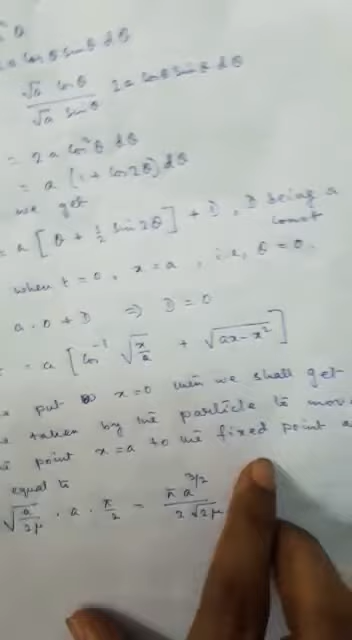 θ
2a cos θ sin θ dθ
√a cos θ / √a sin θ 2a cos θ sin θ dθ
= 2a cos²θ dθ
= a (1 + cos 2θ) dθ
we get
= a [θ + 1/2 sin 2θ] + D, D being a
const
when t = 0, x = a, i.e, θ = 0.
a.0 + D ⇒ D = 0
= a [cos⁻¹ √(x/a) + √(ax-x²)]
put x=0 then we shall get
taken by the particle to move
point x=a to the fixed point
equal to
√(a/2μ) . a . π/2 = π a^(3/2) / 2√2μ